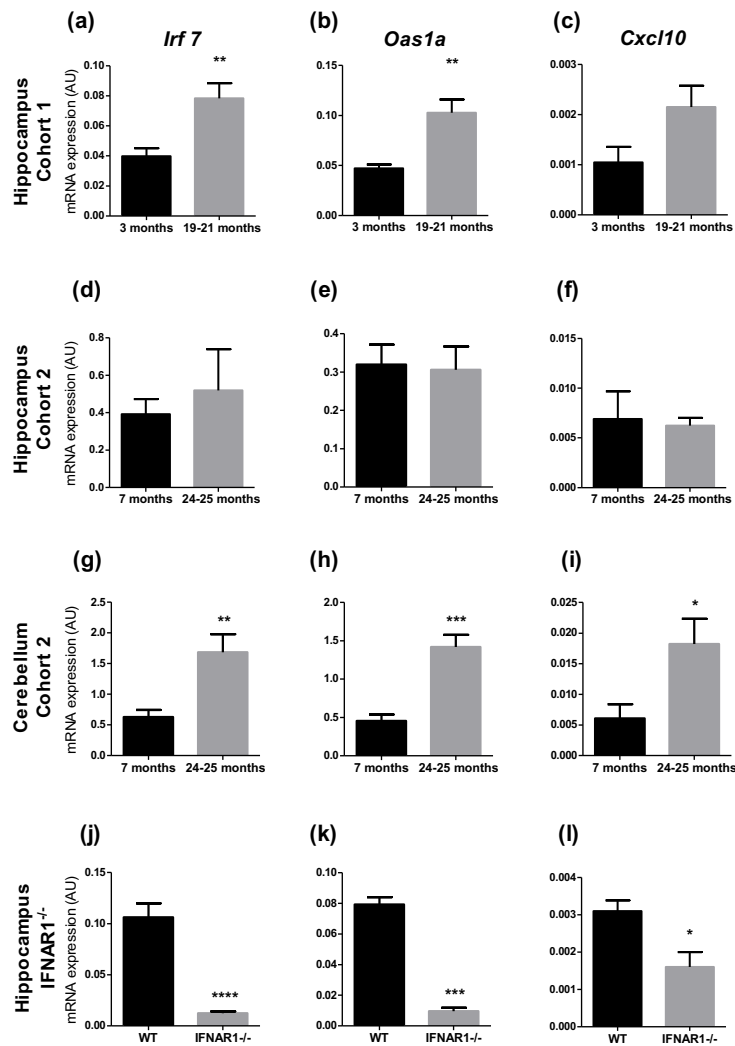 (a)
(b)
(c)
Irf 7
Oas1a
Cxcl10
Hippocampus
Cohort 1
mRNA expression (AU)
0.10
0.08
0.06
0.04
0.02
0.00
**
3 months 19-21 months
0.15
0.10
0.05
0.00
**
3 months 19-21 months
0.003
0.002
0.001
0.000
3 months 19-21 months
(d)
(e)
(f)
Hippocampus
Cohort 2
mRNA expression (AU)
0.8
0.6
0.4
0.2
0.0
7 months 24-25 months
0.4
0.3
0.2
0.1
0.0
7 months 24-25 months
0.015
0.010
0.005
0.000
7 months 24-25 months
(g)
(h)
(i)
Cerebellum
Cohort 2
mRNA expression (AU)
2.5
2.0
1.5
1.0
0.5
0.0
**
7 months 24-25 months
2.0
1.5
1.0
0.5
0.0
***
7 months 24-25 months
0.025
0.020
0.015
0.010
0.005
0.000
*
7 months 24-25 months
(j)
(k)
(l)
Hippocampus
IFNAR1-/-
mRNA expression (AU)
0.15
0.10
0.05
0.00
****
WT IFNAR1-/-
0.10
0.08
0.06
0.04
0.02
0.00
***
WT IFNAR1-/-
0.004
0.003
0.002
0.001
0.000
*
WT IFNAR1-/-